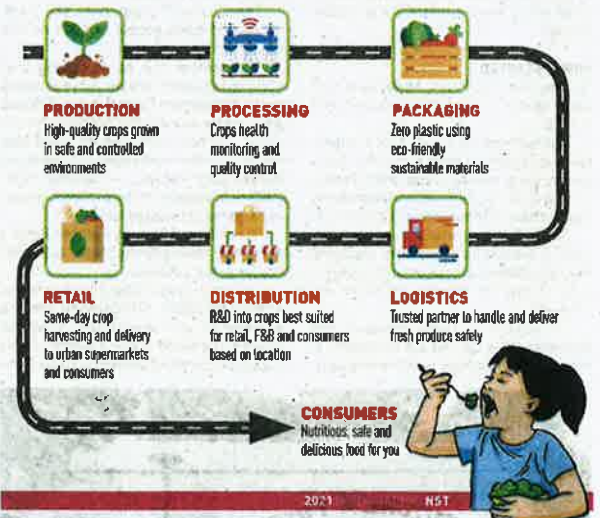 PRODUCTION
High-quality crops grown
in safe and controlled
environments
PROCESSING
Crops health
monitoring and
quality control
PACKAGING
Zero plastic using
eco-friendly
sustainable materials
LOGISTICS
Trusted partner to handle and deliver
fresh produce safely
DISTRIBUTION
R&D into crops best suited
for retail, F&B and consumers
based on location
RETAIL
Same-day crop
harvesting and delivery
to urban supermarkets
and consumers
CONSUMERS
Nutritious, safe and
delicious food for you
2021
NST